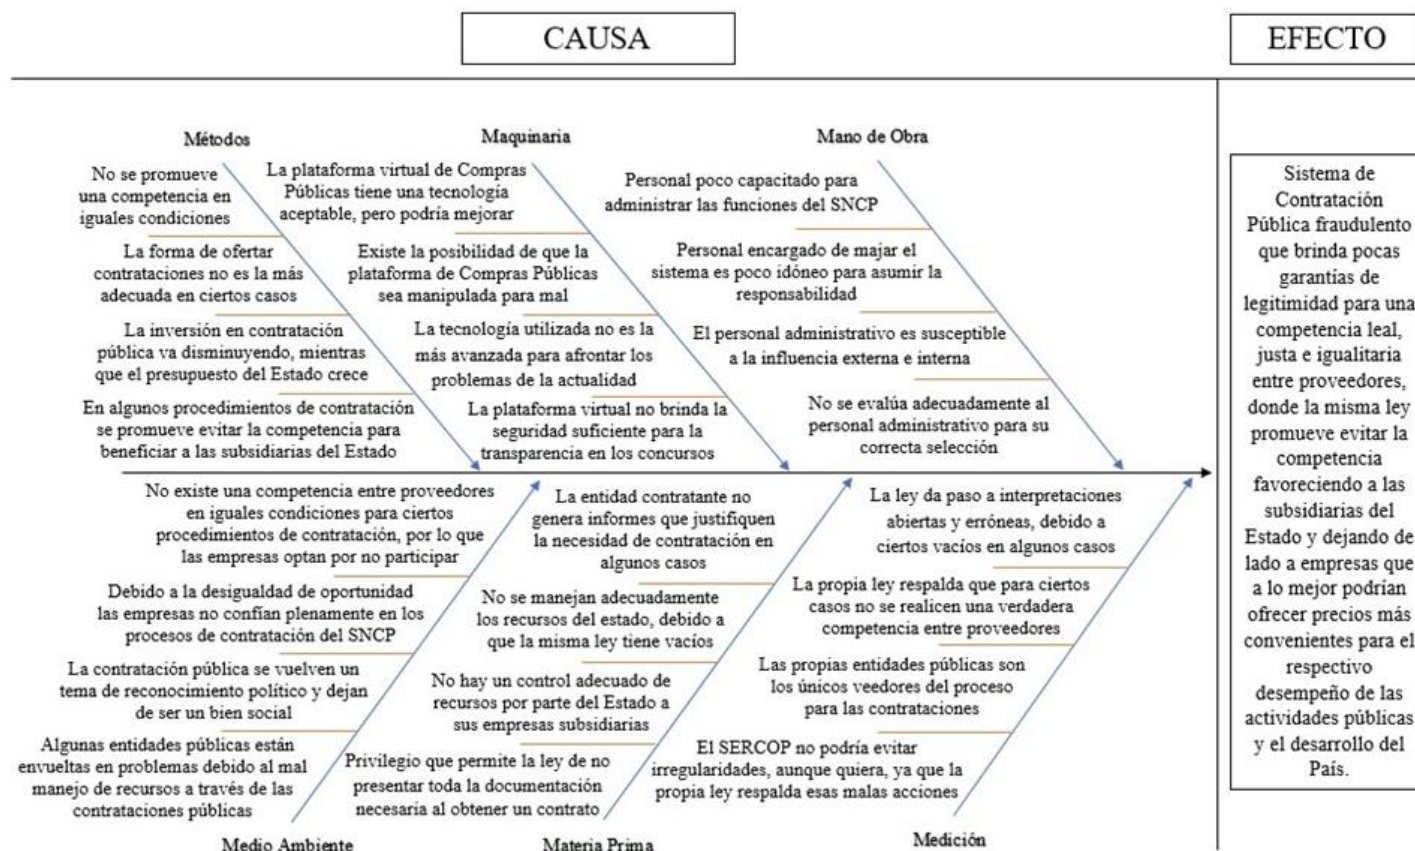 CAUSA
EFECTO
Métodos
No se promueve
una competencia en
iguales condiciones
La forma de ofertar
contrataciones no es la más
adecuada en ciertos casos
La inversión en contratación
pública va disminuyendo, mientras
que el presupuesto del Estado crece
En algunos procedimientos de contratación
se promueve evitar la competencia para
beneficiar a las subsidiarias del Estado
Maquinaria
La plataforma virtual de Compras
Públicas tiene una tecnología
aceptable, pero podría mejorar
Existe la posibilidad de que la
plataforma de Compras Públicas
sea manipulada para mal
La tecnología utilizada no es la
más avanzada para afrontar los
problemas de la actualidad
La plataforma virtual no brinda la
seguridad suficiente para la
transparencia en los concursos
Mano de Obra
Personal poco capacitado para
administrar las funciones del SNCP
Personal encargado de majar el
sistema es poco idóneo para asumir la
responsabilidad
El personal administrativo es susceptible
a la influencia externa e interna
No se evalúa adecuadamente al
personal administrativo para su
correcta selección
No existe una competencia entre proveedores
en iguales condiciones para ciertos
procedimientos de contratación, por lo que
las empresas optan por no participar
Debido a la desigualdad de oportunidad
las empresas no confían plenamente en los
procesos de contratación del SNCP
La contratación pública se vuelven un
tema de reconocimiento político y dejan
de ser un bien social
Algunas entidades públicas están
envueltas en problemas debido al mal
manejo de recursos a través de las
contrataciones públicas
Medio Ambiente
La entidad contratante no
genera informes que justifiquen
la necesidad de contratación en
algunos casos
No se manejan adecuadamente
los recursos del estado, debido a
que la misma ley tiene vacíos
No hay un control adecuado de
recursos por parte del Estado a
sus empresas subsidiarias
Privilegio que permite la ley de no
presentar toda la documentación
necesaria al obtener un contrato
Materia Prima
La ley da paso a interpretaciones
abiertas y erróneas, debido a
ciertos vacíos en algunos casos
La propia ley respalda que para ciertos
casos no se realicen una verdadera
competencia entre proveedores
Las propias entidades públicas son
los únicos veedores del proceso
para las contrataciones
El SERCOP no podría evitar
irregularidades, aunque quiera, ya que la
propia ley respalda esas malas acciones
Medición
Sistema de
Contratación
Pública fraudulento
que brinda pocas
garantías de
legitimidad para una
competencia leal,
justa e igualitaria
entre proveedores,
donde la misma ley
promueve evitar la
competencia
favoreciendo a las
subsidiarias del
Estado y dejando de
lado a empresas que
a lo mejor podrían
ofrecer precios más
convenientes para el
respectivo
desempeño de las
actividades públicas
y el desarrollo del
País.